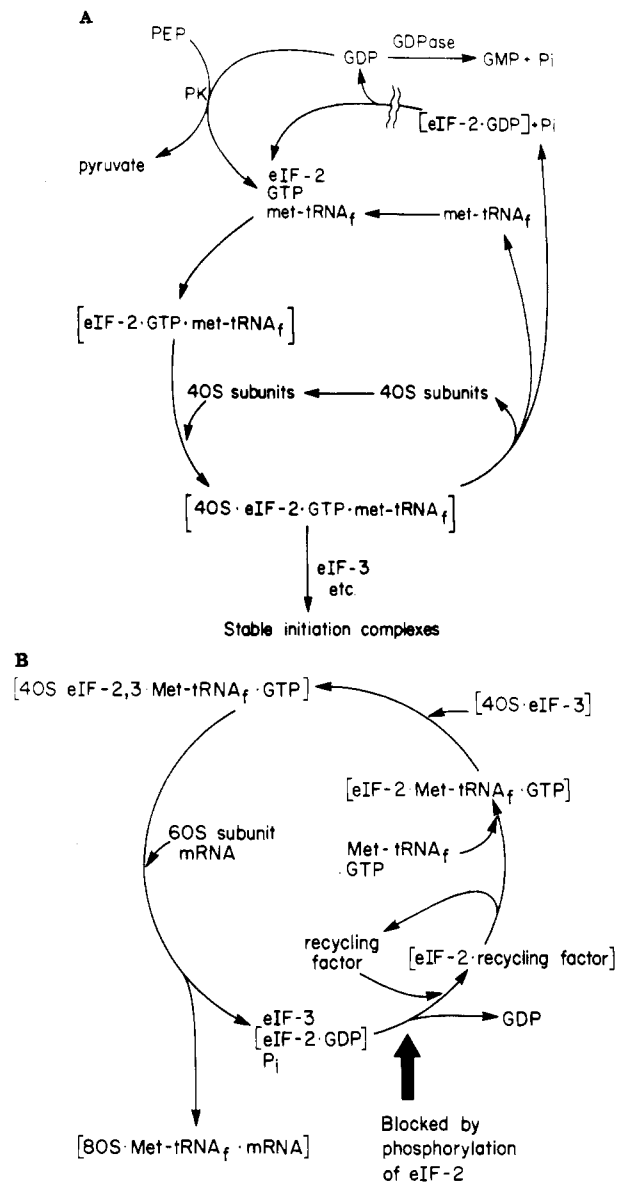 A
PEP
GDP
GDPase
GMP + Pi
PK
[eIF-2·GDP]+Pi
pyruvate
eIF-2
GTP
met-tRNAf
met-tRNAf
[eIF-2·GTP·met-tRNAf]
40S subunits
40S subunits
[40S·eIF-2·GTP·met-tRNAf]
eIF-3
etc.
Stable initiation complexes
B
[40S eIF-2,3·Met-tRNAf·GTP]
[40S·eIF-3]
[eIF-2·Met-tRNAf·GTP]
60S subunit
mRNA
Met-tRNAf
GTP
recycling
factor
[eIF-2·recycling factor]
eIF-3
[eIF-2·GDP]
Pi
GDP
[80S·Met-tRNAf·mRNA]
Blocked by
phosphorylation
of eIF-2